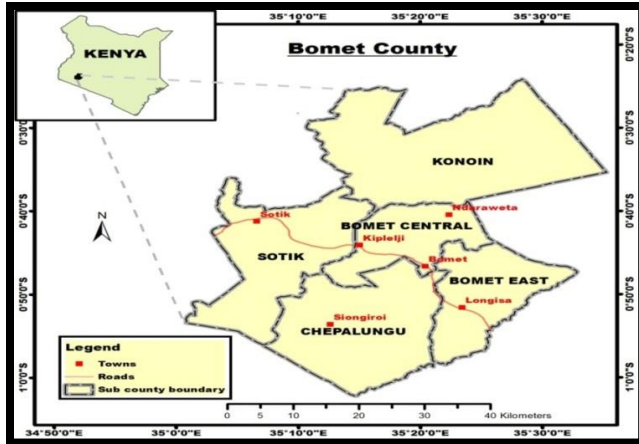 35°10'0"E 35°20'0"E 35°30'0"E
KENYA
Bomet County
0°20'0"S
0°30'0"S
KONOIN
0°40'0"S 0°40'0"S
Ndaraweta
Sotik
BOMET CENTRAL
N
Kiplelji
SOTIK
Bomet
BOMET EAST
0°50'0"S 0°50'0"S
Longisa
Siongiroi
CHEPALUNGU
Legend
Towns
Roads
Sub county boundary
1°0'0"S 1°0'0"S
0 5 10 20 30 40 Kilometers
34°50'0"E 35°0'0"E 35°10'0"E 35°20'0"E 35°30'0"E